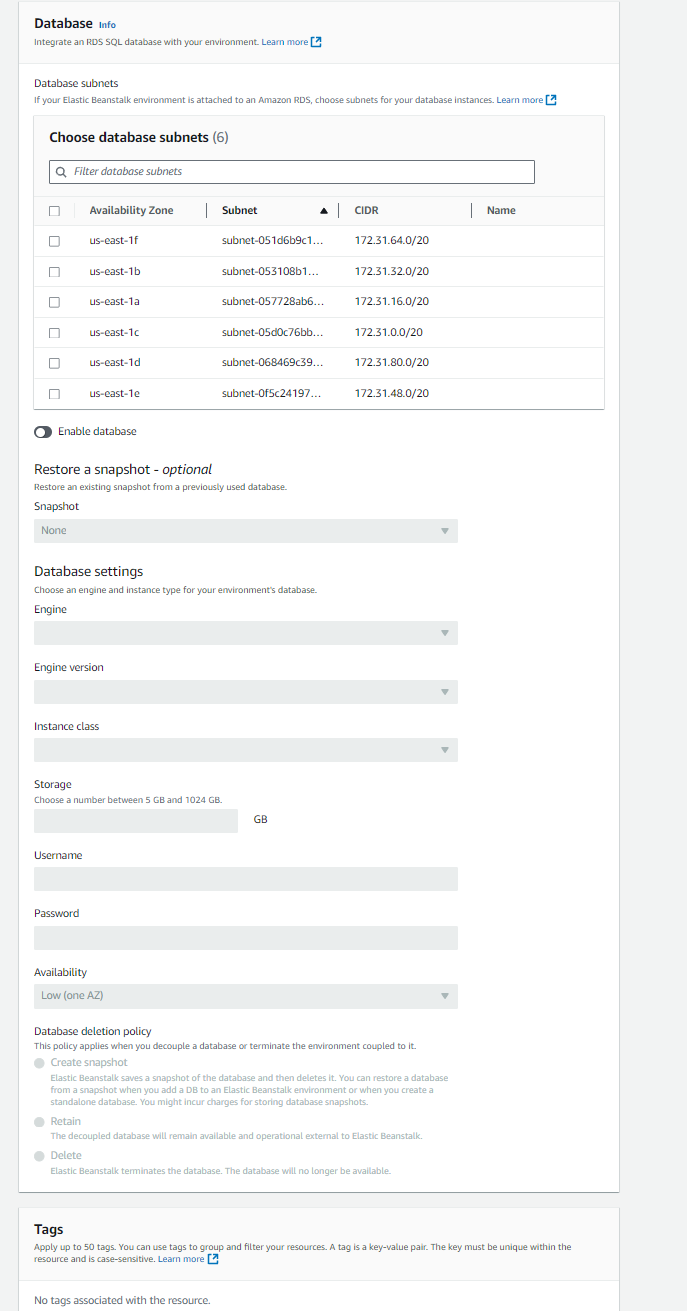 Database Info
Integrate an RDS SQL database with your environment. Learn more
Database subnets
If your Elastic Beanstalk environment is attached to an Amazon RDS, choose subnets for your database instances. Learn more
Choose database subnets (6)
Filter database subnets
Availability Zone Subnet CIDR Name
us-east-1f subnet-051d6b9c1... 172.31.64.0/20
us-east-1b subnet-053108b1... 172.31.32.0/20
us-east-1a subnet-057728ab6... 172.31.16.0/20
us-east-1c subnet-05d0c76bb... 172.31.0.0/20
us-east-1d subnet-068469c39... 172.31.80.0/20
us-east-1e subnet-0f5c24197... 172.31.48.0/20
Enable database
Restore a snapshot - optional
Restore an existing snapshot from a previously used database.
Snapshot
None
Database settings
Choose an engine and instance type for your environment's database.
Engine
Engine version
Instance class
Storage
Choose a number between 5 GB and 1024 GB.
GB
Username
Password
Availability
Low (one AZ)
Database deletion policy
This policy applies when you decouple a database or terminate the environment coupled to it.
Create snapshot
Elastic Beanstalk saves a snapshot of the database and then deletes it. You can restore a database
from a snapshot when you add a DB to an Elastic Beanstalk environment or when you create a
standalone database. You might incur charges for storing database snapshots.
Retain
The decoupled database will remain available and operational external to Elastic Beanstalk.
Delete
Elastic Beanstalk terminates the database. The database will no longer be available.
Tags
Apply up to 50 tags. You can use tags to group and filter your resources. A tag is a key-value pair. The key must be unique within the
resource and is case-sensitive. Learn more
No tags associated with the resource.